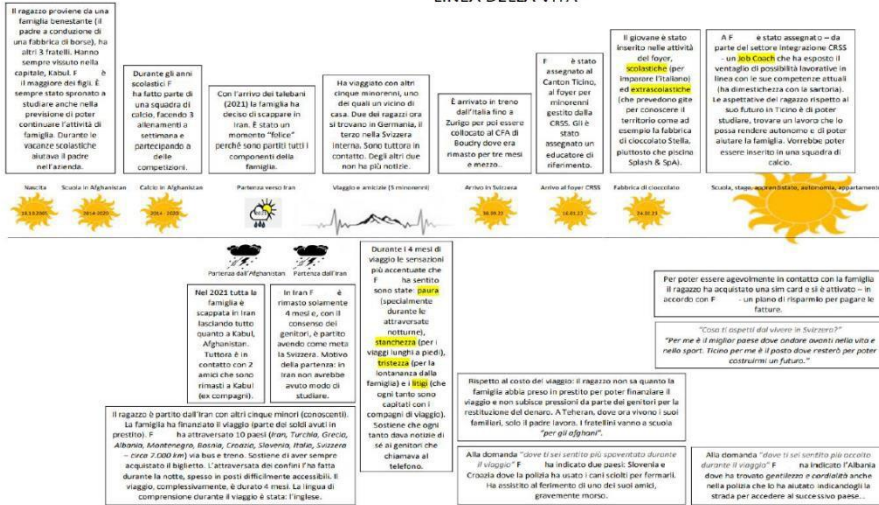 LINEA DELLA VITA
Il ragazzo proviene da una
famiglia benestante (il
padre a conduzione di
una fabbrica di borse), ha
altri 3 fratelli. Hanno
sempre vissuto nella
capitale, Kabul. F è
il maggiore dei figli. È
sempre stato spronato a
studiare anche nella
previsione di poter
continuare l'attività di
famiglia. Durante le
vacanze scolastiche
aiutava il padre
nell'azienda.
Durante gli anni
scolastici F
ha fatto parte di
una squadra di
calcio, facendo 3
allenamenti a
settimana e
partecipando a
delle
competizioni.
Con l'arrivo dei talebani
(2021) la famiglia ha
deciso di scappare in
Iran. È stato un
momento "felice"
perché son partiti tutti i
componenti della
famiglia.
Ha viaggiato con altri
cinque minorenni, uno
dei quali un vicino di
casa. Due dei ragazzi ora
si trovano in Germania, il
terzo nella Svizzera
interna. Sono tuttora in
contatto. Degli altri due
non ha più notizie.
È arrivato in treno
dall'Italia fino a
Zurigo per poi essere
collocato al CFA di
Boudry dove era
rimasto per tre mesi
e mezzo..
F è stato
assegnato al
Canton Ticino,
al foyer per
minorenni
gestito dalla
CRSS. Gli è
stato
assegnato un
educatore di
riferimento.
Il giovane è stato
inserito nelle attività
del foyer,
scolastiche (per
imparare l'italiano)
ed extrascolastiche
(che prevedono gite
per conoscere il
territorio come ad
esempio la fabbrica
di cioccolato Stella,
piuttosto che piscina
Splash & SpA).
A F è stato assegnato – da
parte del settore Integrazione CRSS
- un Job Coach che ha esposto il
ventaglio di possibilità lavorative in
linea con le sue competenze attuali
(ha dimestichezza con la sartoria).
Le aspettative del ragazzo rispetto al
suo futuro in Ticino è di poter
studiare, trovare un lavoro che lo
possa rendere autonomo e di poter
aiutare la famiglia. Vorrebbe poter
essere inserito in una squadra di
calcio.
Nascita
Scuola in Afghanistan
Calcio in Afghanistan
Partenza verso Iran
Viaggio e amicizie (5 minorenni)
Arrivo in Svizzera
Arrivo al foyer CRSS
Fabbrica di cioccolato
Scuola, stage, apprendistato, autonomia, appartamento
2014-2020
2014 - 2020
2021
Partenza dall'Afghanistan
Partenza dall'Iran
Nel 2021 tutta la
famiglia è
scappata in Iran
lasciando tutto
quanto a Kabul,
Afghanistan.
Tuttora è in
contatto con 2
amici che sono
rimasti a Kabul
(ex compagni).
In Iran F è
rimasto solamente
4 mesi e, con il
consenso dei
genitori, è partito
avendo come meta
la Svizzera. Motivo
della partenza: in
Iran non avrebbe
avuto modo di
studiare.
Durante i 4 mesi di
viaggio le sensazioni
più accentuate che
F ha sentito
sono state: paura
(specialmente
durante le
attraversate
notturne),
stanchezza (per i
viaggi lunghi a piedi),
tristezza (per la
lontananza dalla
famiglia) e i litigi (che
ogni tanto sono
capitati con i
compagni di viaggio).
Sostiene che ogni
tanto dava notizie di
sé ai genitori che
chiamava al
telefono.
Il ragazzo è partito dall'Iran con altri cinque minori (conoscenti).
La famiglia ha finanziato il viaggio (parte dei soldi avuti in
prestito). F ha attraversato 10 paesi (Iran, Turchia, Grecia,
Albania, Montenegro, Bosnia, Croazia, Slovenia, Italia, Svizzera
– circa 7.000 km) via bus e treno. Sostiene di aver sempre
acquistato il biglietto. L'attraversata dei confini l'ha fatta
durante la notte, spesso in posti difficilmente accessibili. Il
viaggio, complessivamente, è durato 4 mesi. La lingua di
comprensione durante il viaggio è stata: l'inglese.
Per poter essere agevolmente in contatto con la famiglia
il ragazzo ha acquistato una sim card e si è attivato – in
accordo con F - un piano di risparmio per pagare le
fatture.
"Cosa ti aspetti dal vivere in Svizzera?"
"Per me è il miglior paese dove andare avanti nella vita e
nello sport. Ticino per me è il posto dove resterò per poter
costruirmi un futuro."
Rispetto al costo del viaggio: il ragazzo non sa quanto la
famiglia abbia preso in prestito per poter finanziare il
viaggio e non subisce pressioni da parte dei genitori per la
restituzione del denaro. A Teheran, dove ora vivono i suoi
familiari, solo il padre lavora. I fratellini vanno a scuola
"per gli afghani".
Alla domanda "dove ti sei sentito più spaventato durante
il viaggio" F ha indicato due paesi: Slovenia e
Croazia dove la polizia ha usato i cani sciolti per fermarli.
Ha assistito al ferimento di uno dei suoi amici,
gravemente morso.
Alla domanda "dove ti sei sentito più accolto
durante il viaggio" F ha indicato l'Albania
dove ha trovato gentilezza e cordialità anche
nella polizia che lo ha aiutato indicandogli la
strada per accedere al successivo paese..